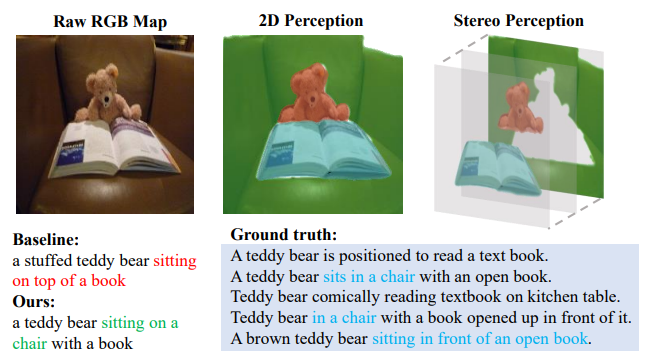 Raw RGB Map
2D Perception
Stereo Perception
Baseline:
a stuffed teddy bear sitting
on top of a book
Ours:
a teddy bear sitting on a
chair with a book
Ground truth:
A teddy bear is positioned to read a text book.
A teddy bear sits in a chair with an open book.
Teddy bear comically reading textbook on kitchen table.
Teddy bear in a chair with a book opened up in front of it.
A brown teddy bear sitting in front of an open book.